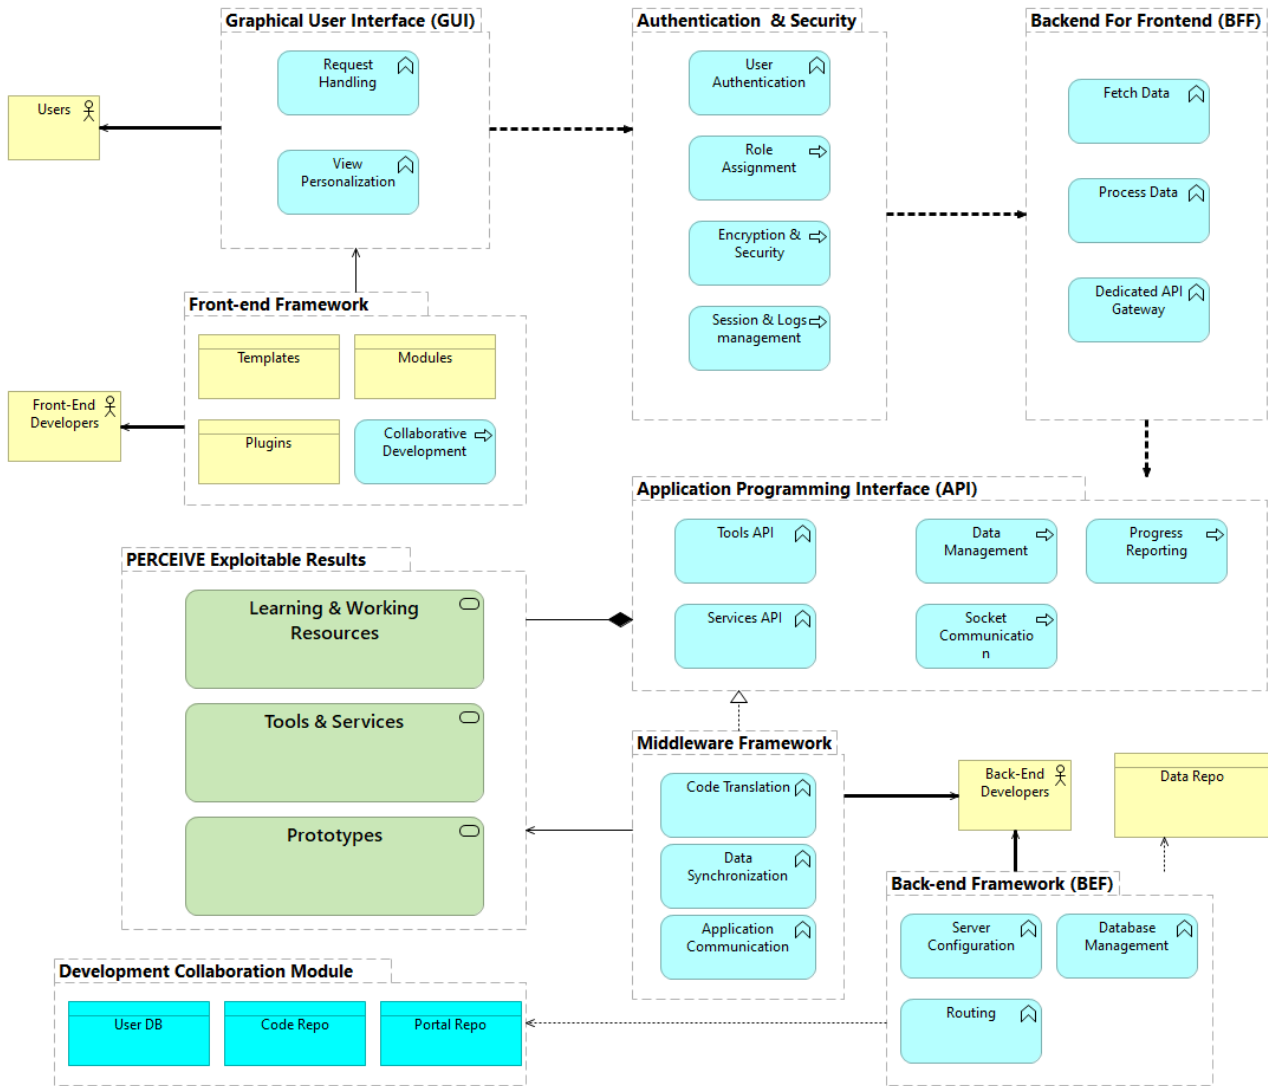 Graphical User Interface (GUI)
Request
Handling
View
Personalization
Users
Authentication & Security
User
Authentication
Role
Assignment
Encryption &
Security
Session & Logs
management
Backend For Frontend (BFF)
Fetch Data
Process Data
Dedicated API
Gateway
Front-end Framework
Templates
Modules
Plugins
Collaborative
Development
Front-End
Developers
Application Programming Interface (API)
Tools API
Data
Management
Progress
Reporting
Services API
Socket
Communicatio
n
PERCEIVE Exploitable Results
Learning & Working
Resources
Tools & Services
Prototypes
Middleware Framework
Code Translation
Data
Synchronization
Application
Communication
Back-End
Developers
Data Repo
Back-end Framework (BEF)
Server
Configuration
Database
Management
Routing
Development Collaboration Module
User DB
Code Repo
Portal Repo